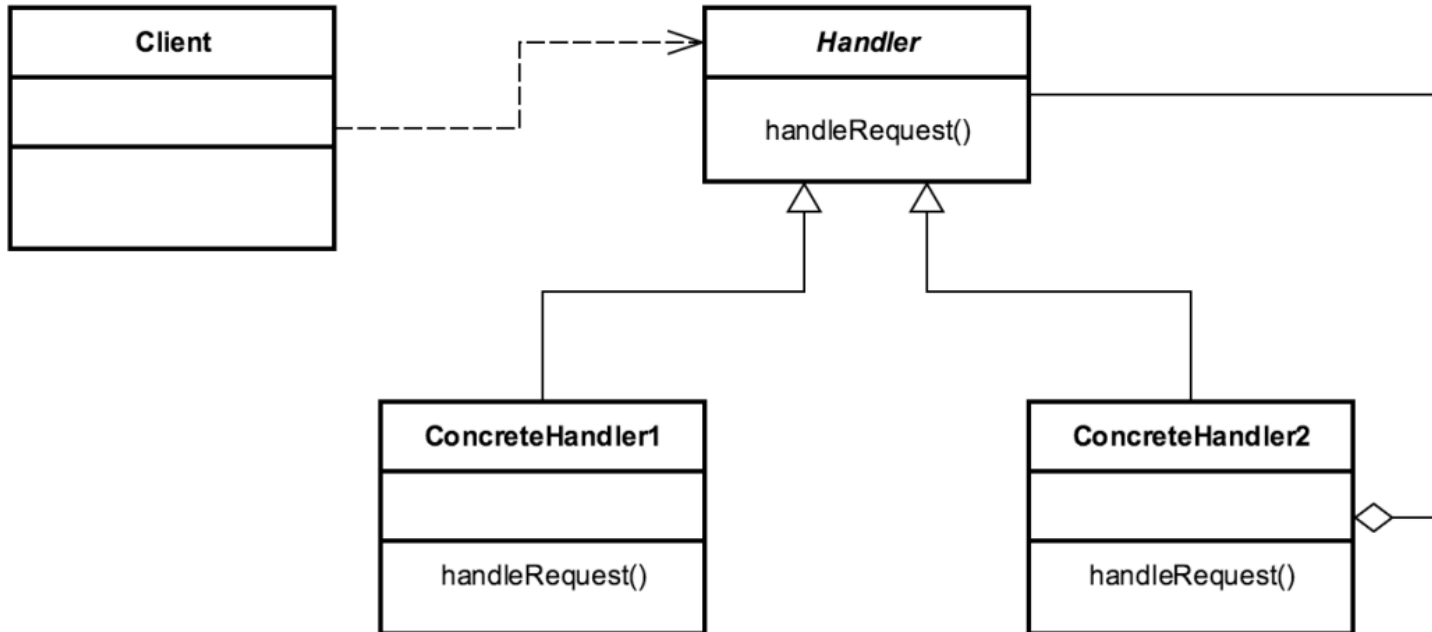 Client
Handler
handleRequest()
ConcreteHandler1
ConcreteHandler2
handleRequest()
handleRequest()